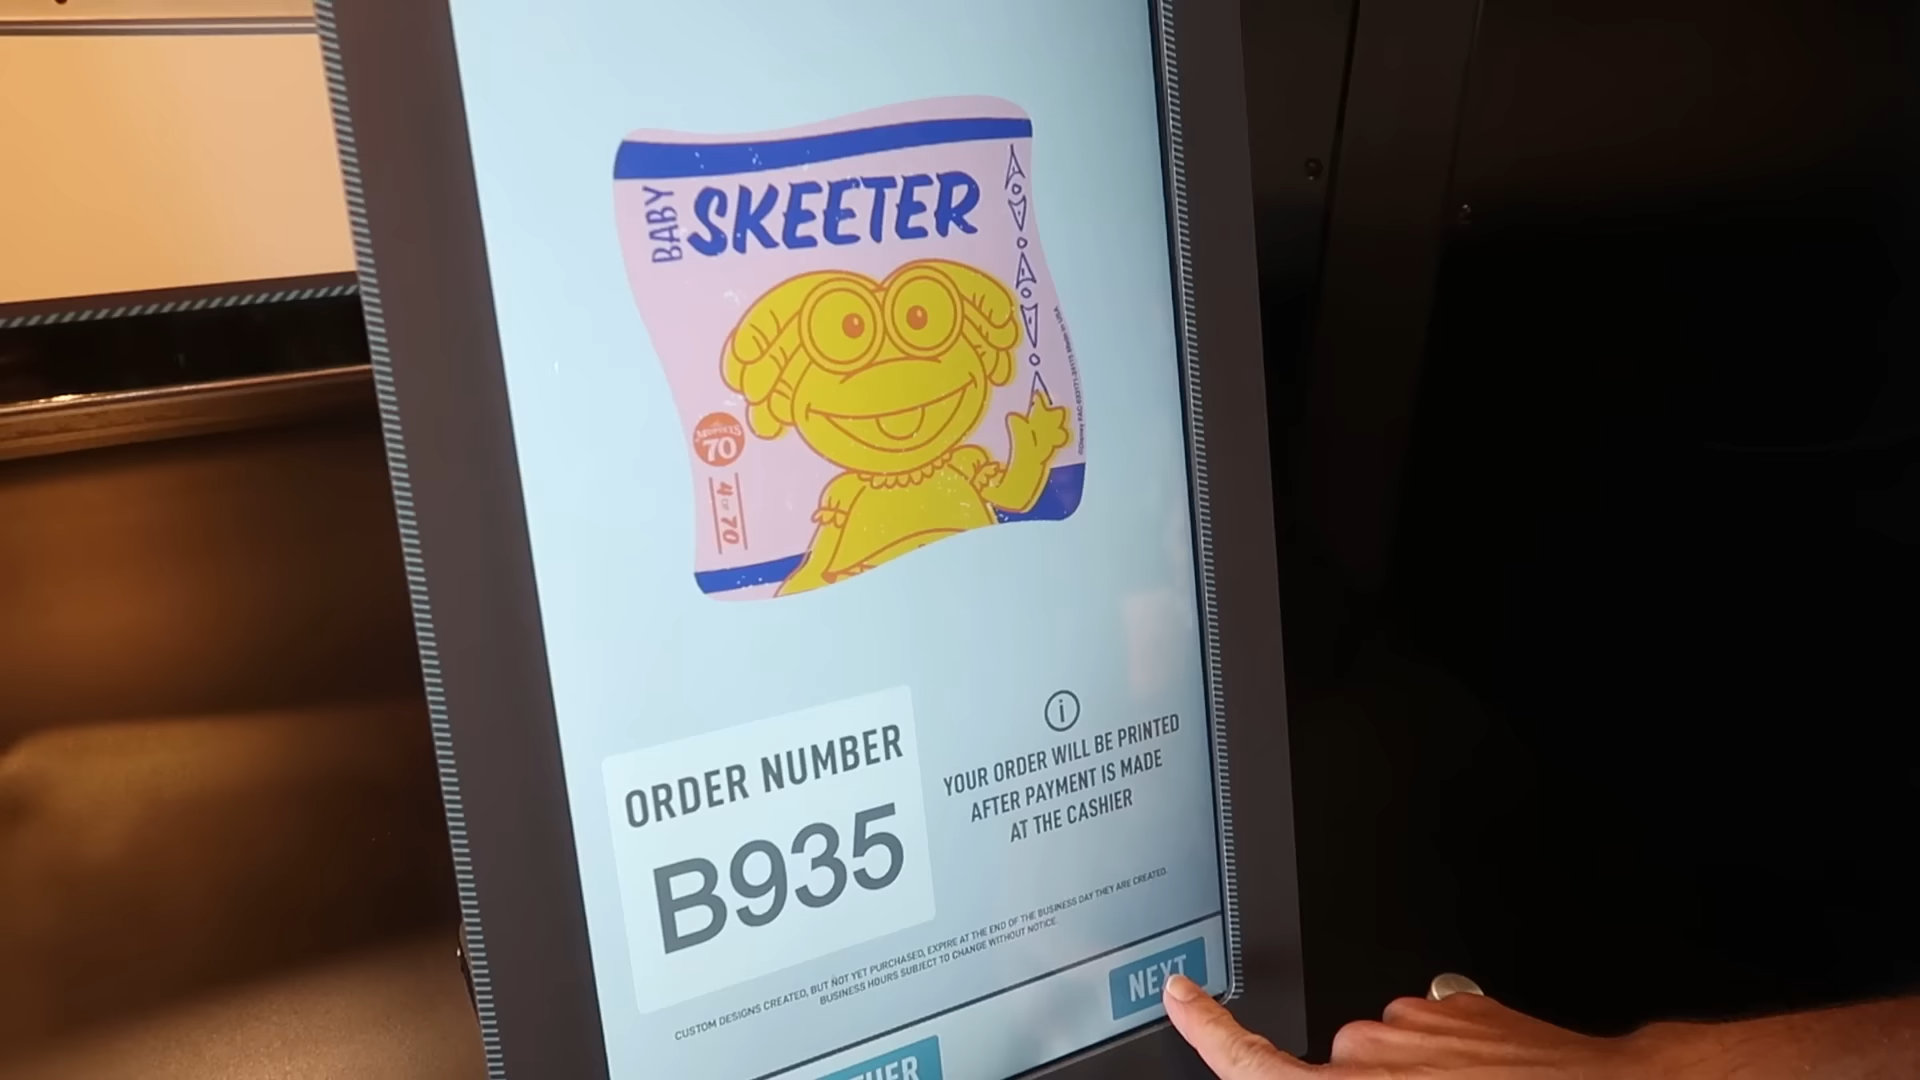 BABY
SKEETER
MUPPETS
70
4 OF 70
ORDER NUMBER
B935
i
YOUR ORDER WILL BE PRINTED
AFTER PAYMENT IS MADE
AT THE CASHIER
CUSTOM DESIGNS CREATED, BUT NOT YET PURCHASED, EXPIRE AT THE END OF THE BUSINESS DAY THEY ARE CREATED.
BUSINESS HOURS SUBJECT TO CHANGE WITHOUT NOTICE.
NEXT